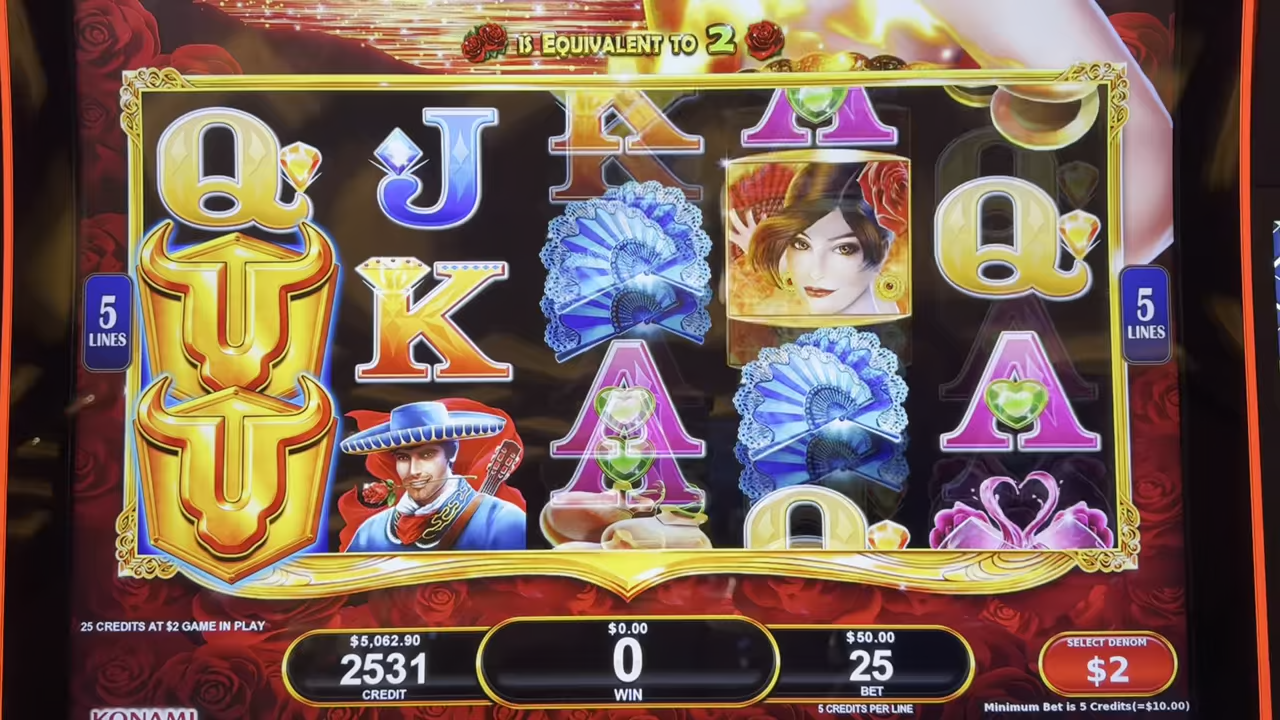 IS EQUIVALENT TO 2
Q J K A
K Q
5 LINES
5 LINES
A A
A Q
25 CREDITS AT $2 GAME IN PLAY
$5,062.90
2531
CREDIT
$0.00
0
WIN
$50.00
25
BET
5 CREDITS PER LINE
SELECT DENOM
$2
Minimum Bet is 5 Credits(=$10.00)
KONAMI